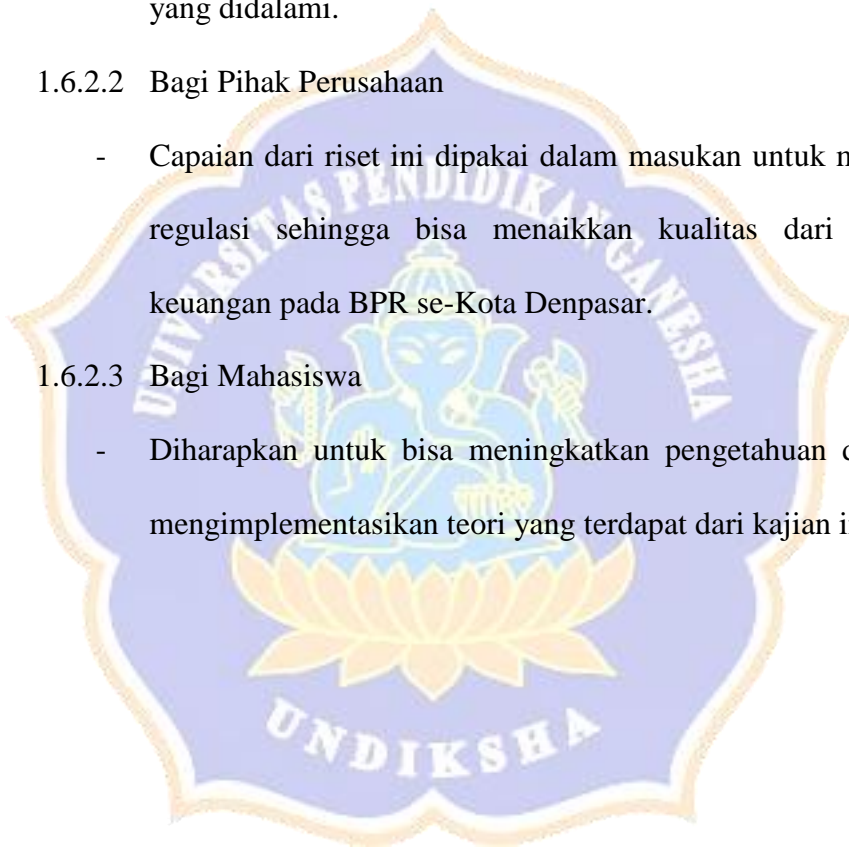 yang didalami.
1.6.2.2 Bagi Pihak Perusahaan
- Capaian dari riset ini dipakai dalam masukan untuk
regulasi sehingga bisa menaikkan kualitas dari
keuangan pada BPR se-Kota Denpasar.
1.6.2.3 Bagi Mahasiswa
- Diharapkan untuk bisa meningkatkan pengetahuan
mengimplementasikan teori yang terdapat dari kajian
UNIVERSITAS PENDIDIKAN GANESHA
UNDIKSHA